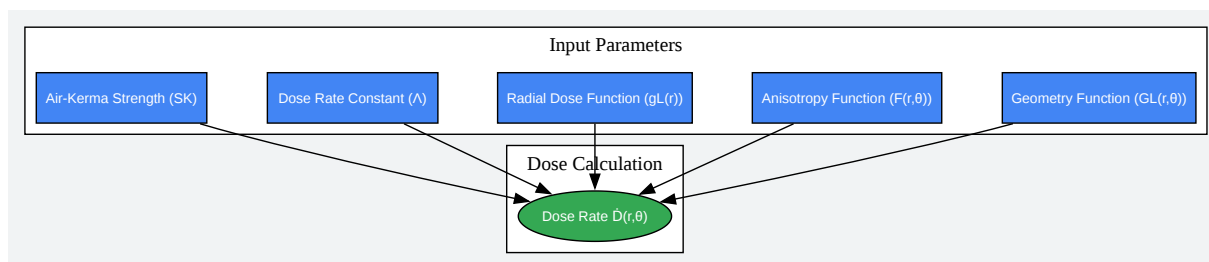 Input Parameters
Air-Kerma Strength (SK)
Dose Rate Constant (Λ)
Radial Dose Function (gL(r))
Anisotropy Function (F(r,θ))
Geometry Function (GL(r,θ))
Dose Calculation
Dose Rate Ḋ(r,θ)